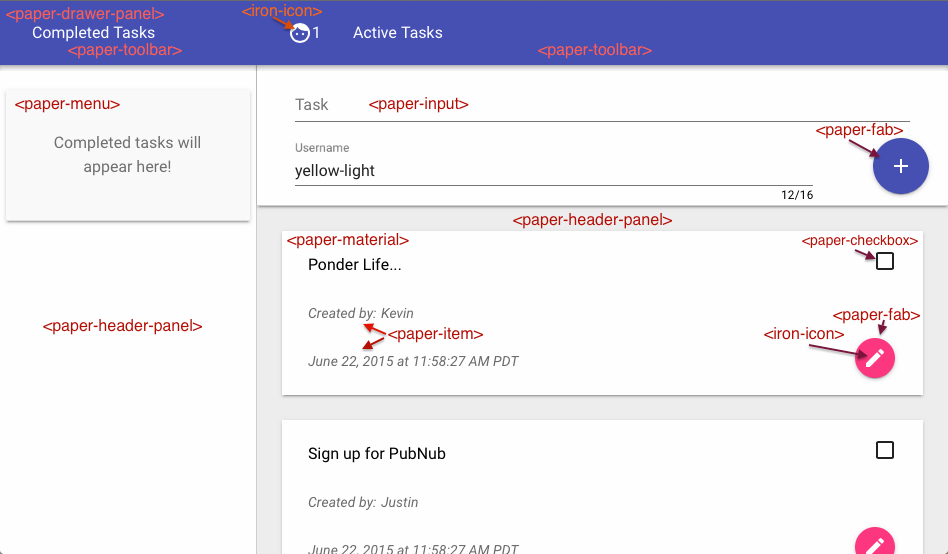 <paper-drawer-panel>
Completed Tasks
<paper-toolbar>
<iron-icon>
1
Active Tasks
<paper-toolbar>
<paper-menu>
Completed tasks will
appear here!
<paper-header-panel>
Task
<paper-input>
Username
yellow-light
12/16
<paper-fab>
+
<paper-header-panel>
<paper-material>
<paper-checkbox>
Ponder Life...
Created by: Kevin
<paper-item>
June 22, 2015 at 11:58:27 AM PDT
<paper-fab>
<iron-icon>
Sign up for PubNub
Created by: Justin
June 22, 2015 at 11:58:27 AM PDT